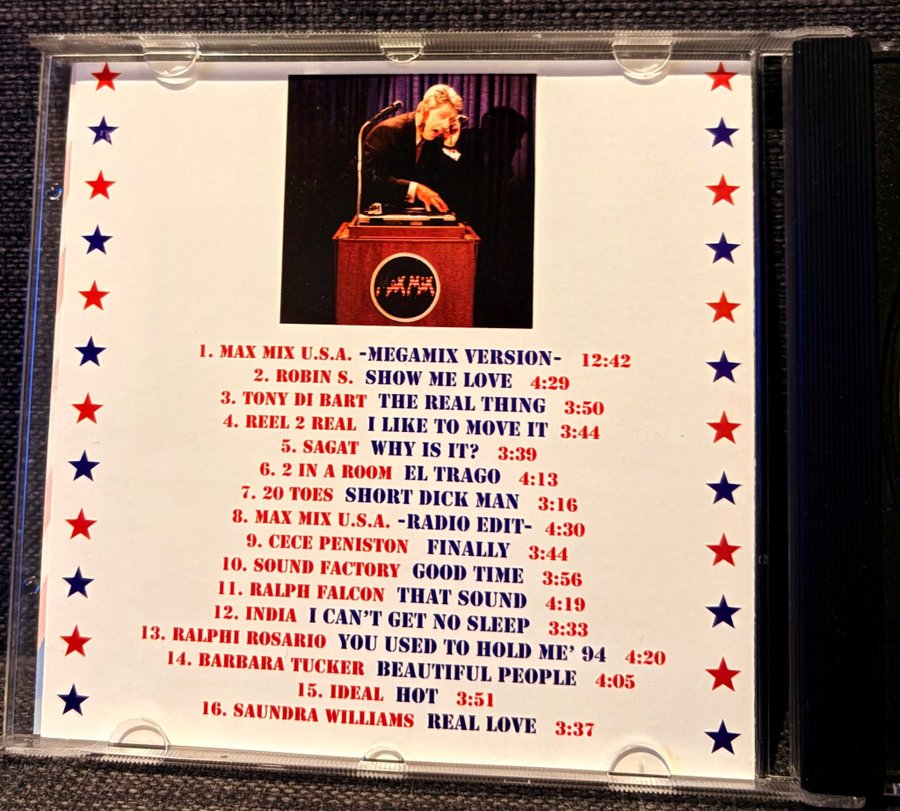 MAX MIX
1. MAX MIX U.S.A. -MEGAMIX VERSION- 12:42
2. ROBIN S. SHOW ME LOVE 4:29
3. TONY DI BART THE REAL THING 3:50
4. REEL 2 REAL I LIKE TO MOVE IT 3:44
5. SAGAT WHY IS IT? 3:39
6. 2 IN A ROOM EL TRAGO 4:13
7. 20 TOES SHORT DICK MAN 3:16
8. MAX MIX U.S.A. -RADIO EDIT- 4:30
9. CECE PENISTON FINALLY 3:44
10. SOUND FACTORY GOOD TIME 3:56
11. RALPH FALCON THAT SOUND 4:19
12. INDIA I CAN'T GET NO SLEEP 3:33
13. RALPHI ROSARIO YOU USED TO HOLD ME' 94 4:20
14. BARBARA TUCKER BEAUTIFUL PEOPLE 4:05
15. IDEAL HOT 3:51
16. SAUNDRA WILLIAMS REAL LOVE 3:37